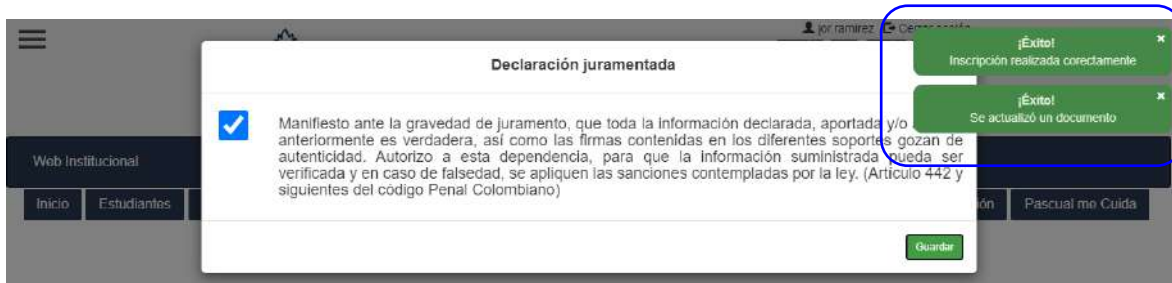 jor ramirez
¡Éxito!
Inscripción realizada corectamente
Declaración juramentada
¡Éxito!
Se actualizó un documento
Manifiesto ante la gravedad de juramento, que toda la información declarada, aportada y/o
anteriormente es verdadera, así como las firmas contenidas en los diferentes soportes gozan de
autenticidad. Autorizo a esta dependencia, para que la información suministrada pueda ser
verificada y en caso de falsedad, se apliquen las sanciones contempladas por la ley. (Artículo 442 y
siguientes del código Penal Colombiano)
Web Institucional
Inicio Estudiantes
Pascual me Cuida
Guardar